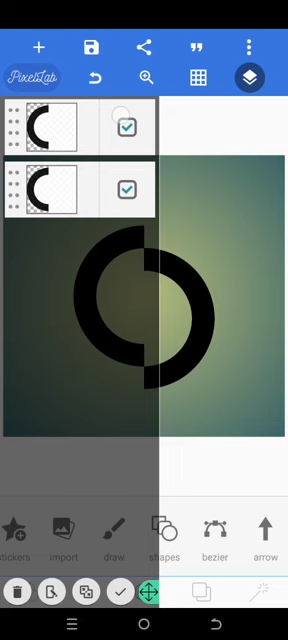 PixelLab
stickers
import
draw
shapes
bezier
arrow